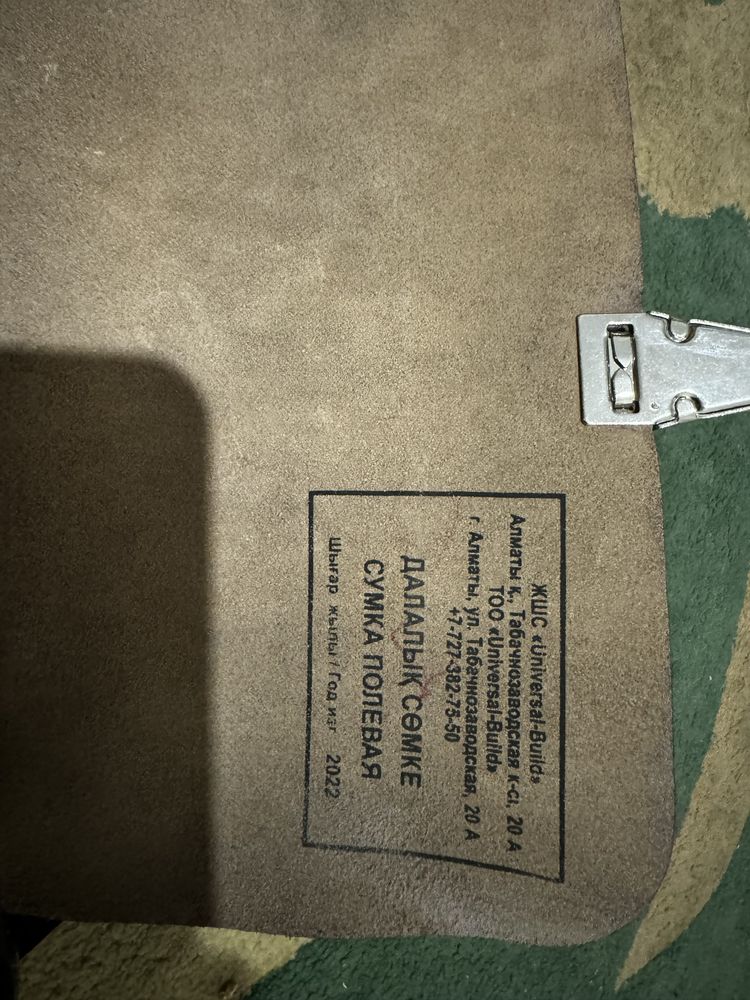 ЖШС «Universal-Build»
Алматы қ., Табачнозаводская к-сі, 20 А
ТОО «Universal-Build»
г. Алматы, ул. Табачнозаводская, 20 А
+7-727-382-75-50
ДАЛАЛЫҚ СӨМКЕ
СУМКА ПОЛЕВАЯ
Шығар жылы / Год изг 2022